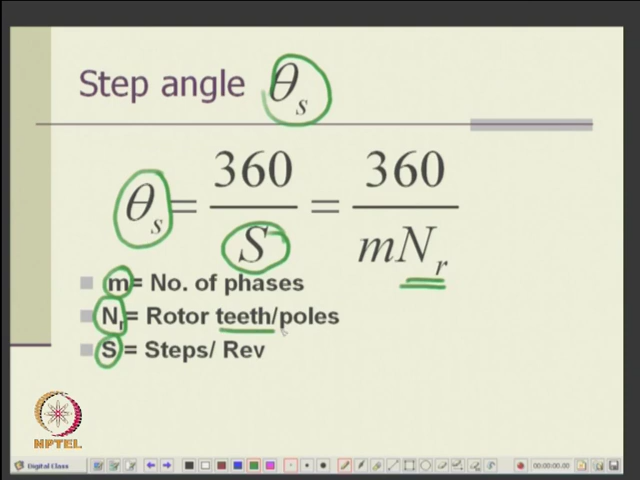 Step angle θs
θs = 360 / S = 360 / mNr
m= No. of phases
Nr= Rotor teeth/poles
S = Steps/ Rev
NPTEL
Digital Class
00:00:00.00